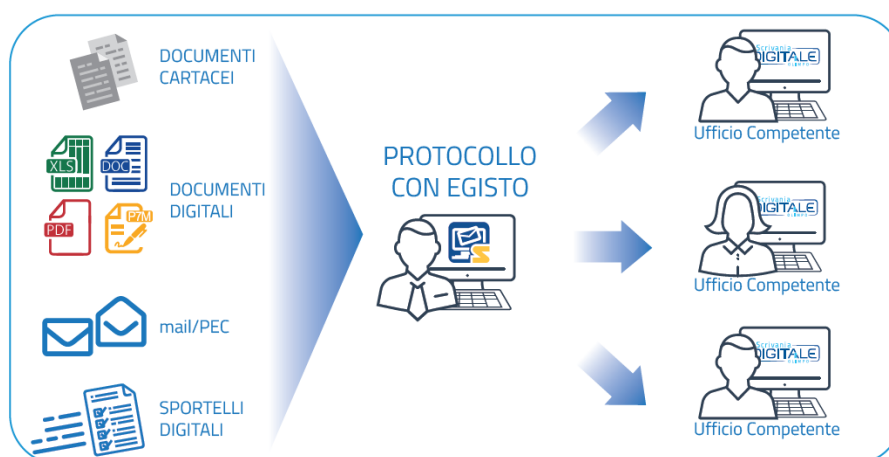 DOCUMENTI
CARTACEI
XLS
DOC
DOCUMENTI
DIGITALI
PDF
P7M
mail/PEC
SPORTELLI
DIGITALI
PROTOCOLLO
CON EGISTO
Scrivania
DIGITALE
Ufficio Competente
Scrivania
DIGITALE
Ufficio Competente
Scrivania
DIGITALE
Ufficio Competente